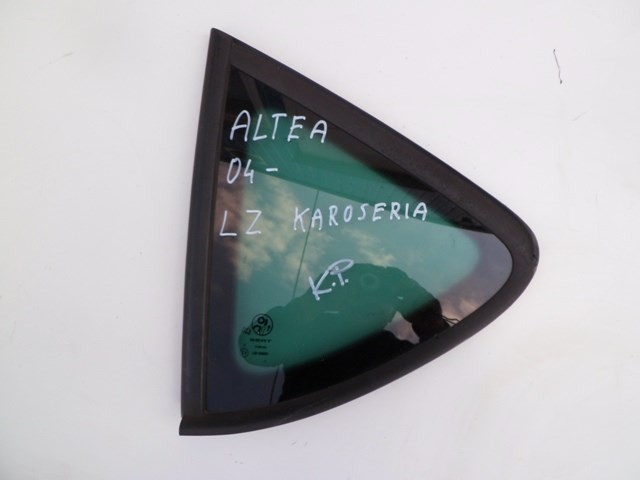 ALTEA
04-
LZ KAROSERIA
K.P.